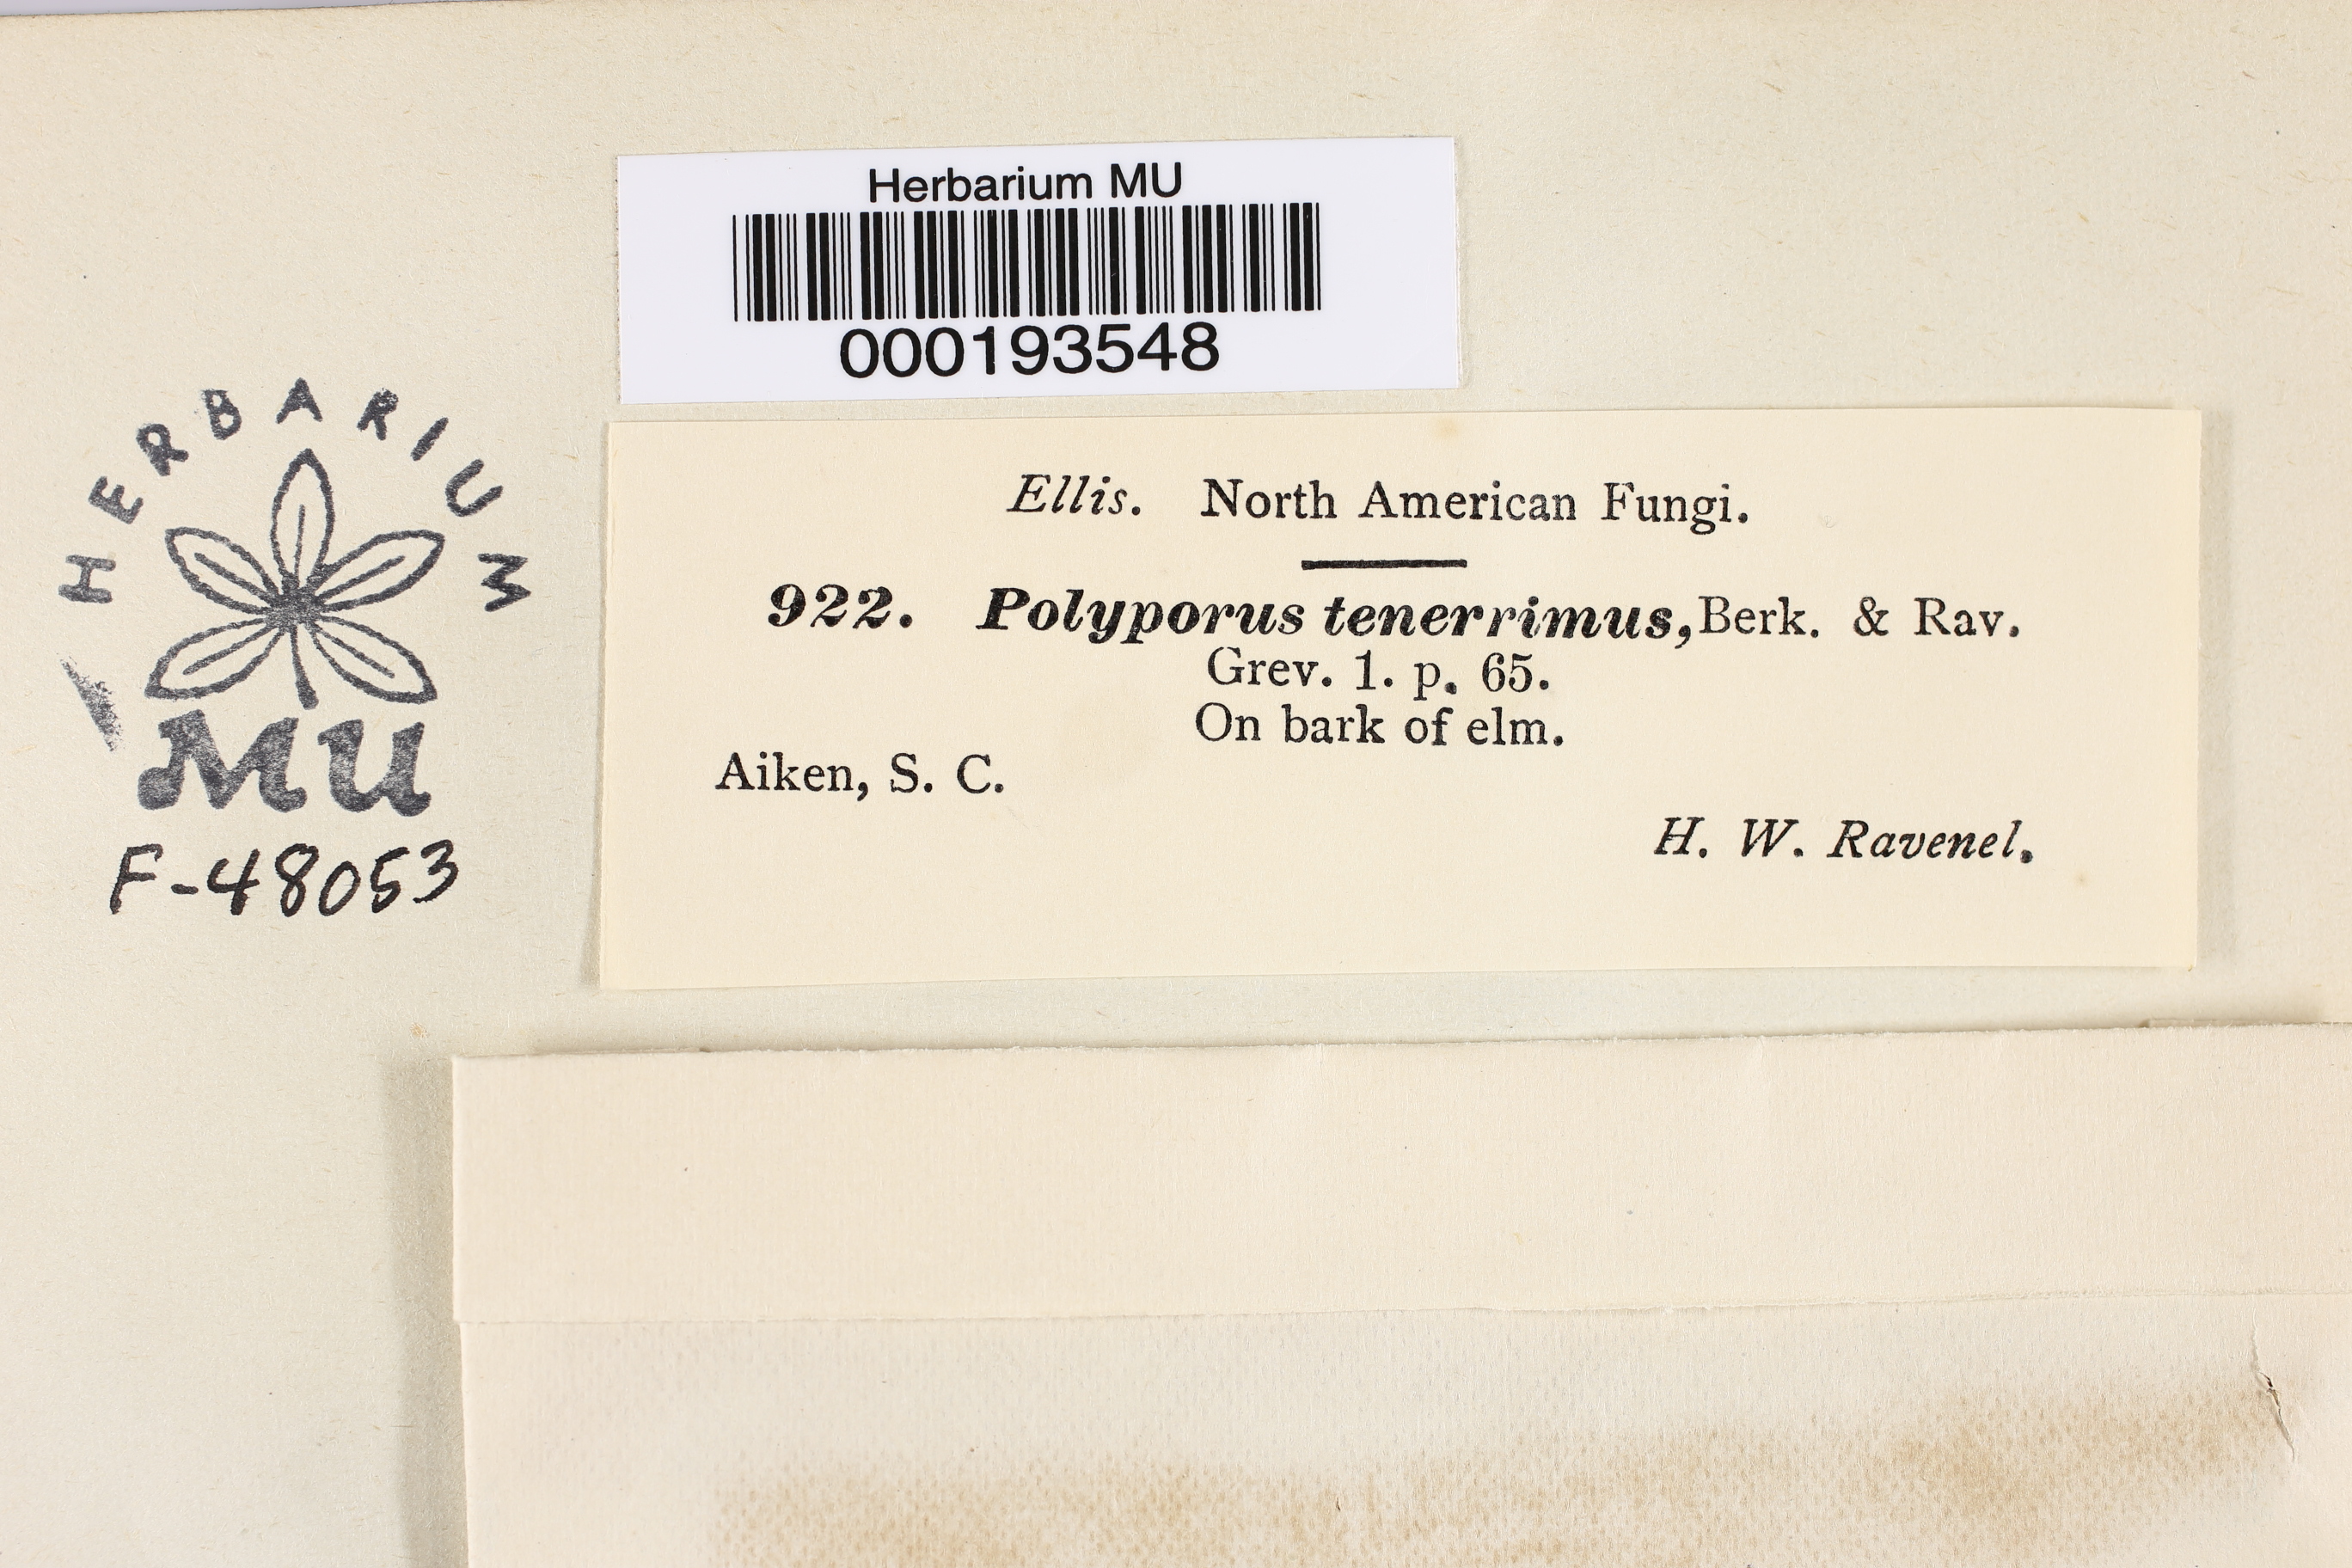 Herbarium MU
000193548
HERBARIUM
MU
F-48053
Ellis. North American Fungi.
922. Polyporus tenerrimus, Berk. & Rav.
Grev. 1. p. 65.
On bark of elm.
Aiken, S. C.
H. W. Ravenel.